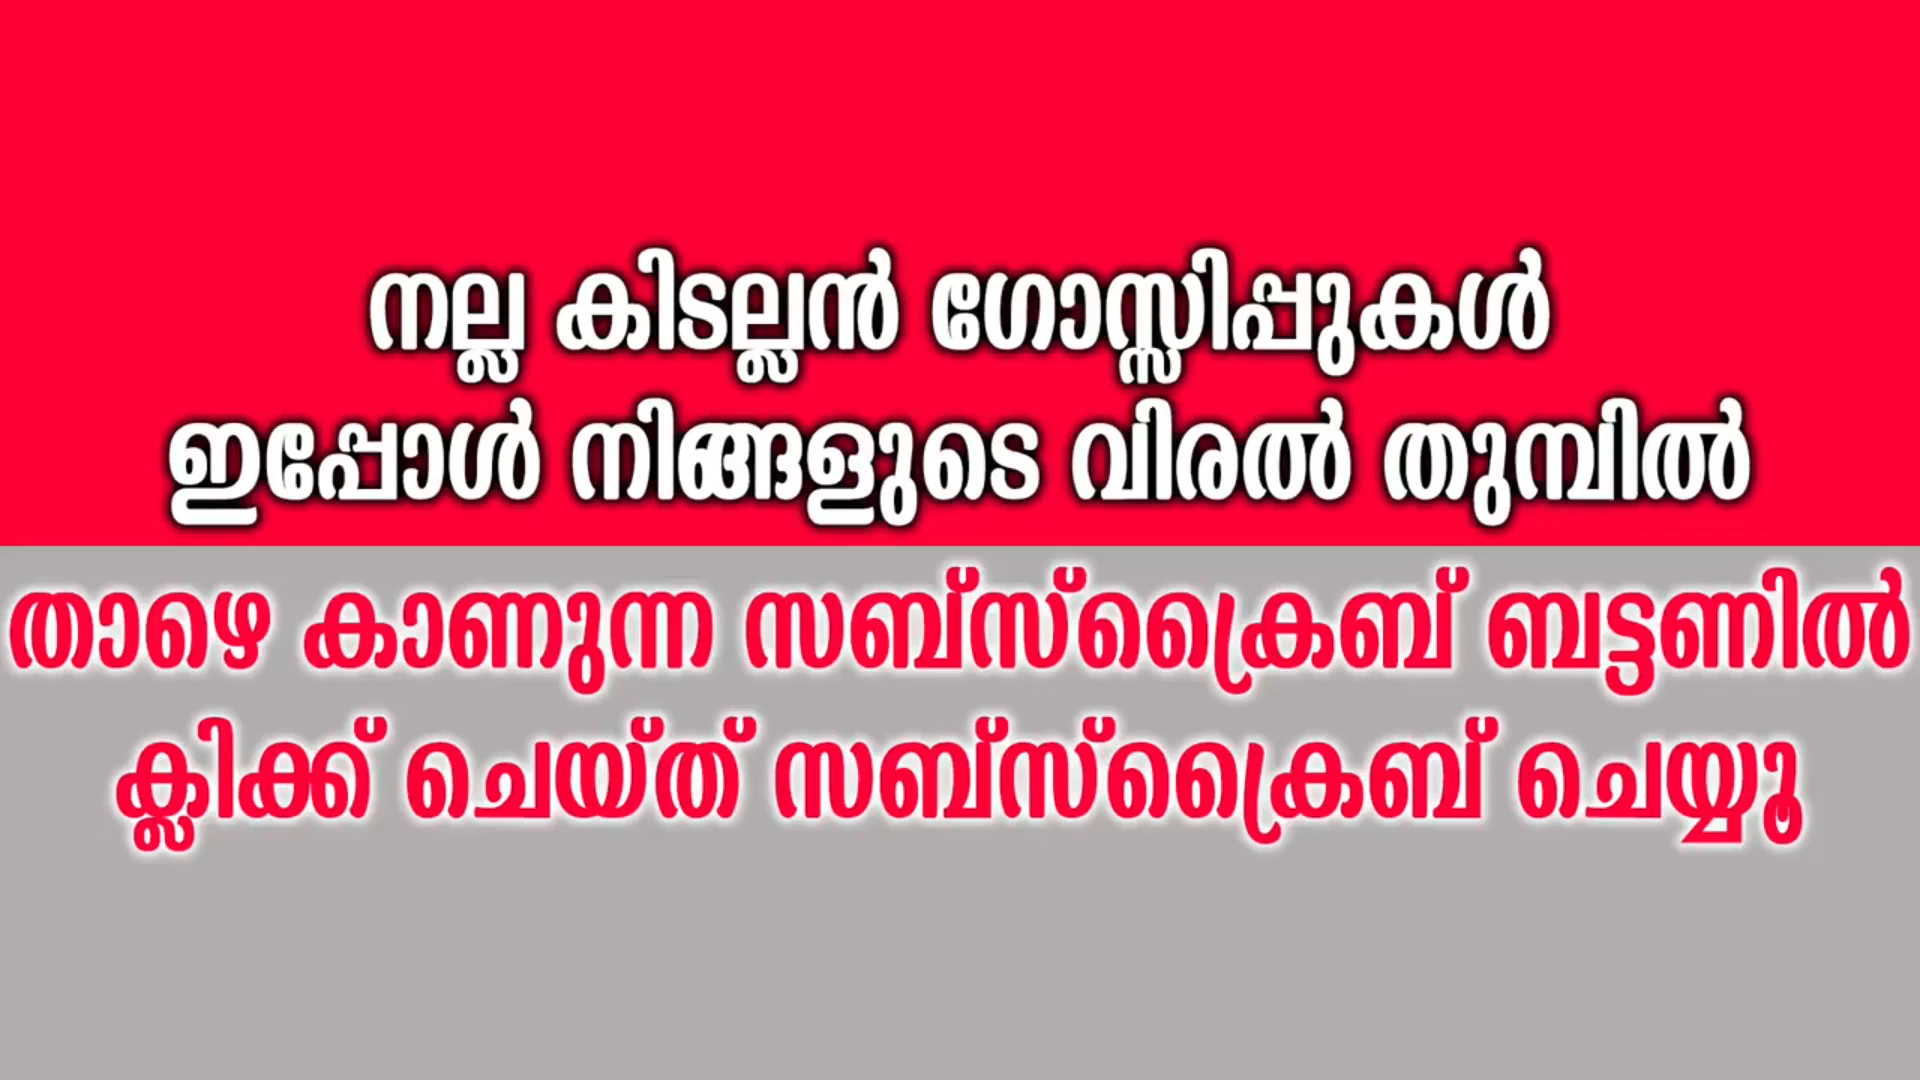 നല്ല കിടല്ലൻ ഗോസ്സിപ്പുകൾ
ഇപ്പോൾ നിങ്ങളുടെ വിരൽ തുമ്പിൽ
താഴെ കാണുന്ന സബ്സ്ക്രൈബ് ബട്ടണിൽ
ക്ലിക്ക് ചെയ്ത് സബ്സ്ക്രൈബ് ചെയ്യൂ